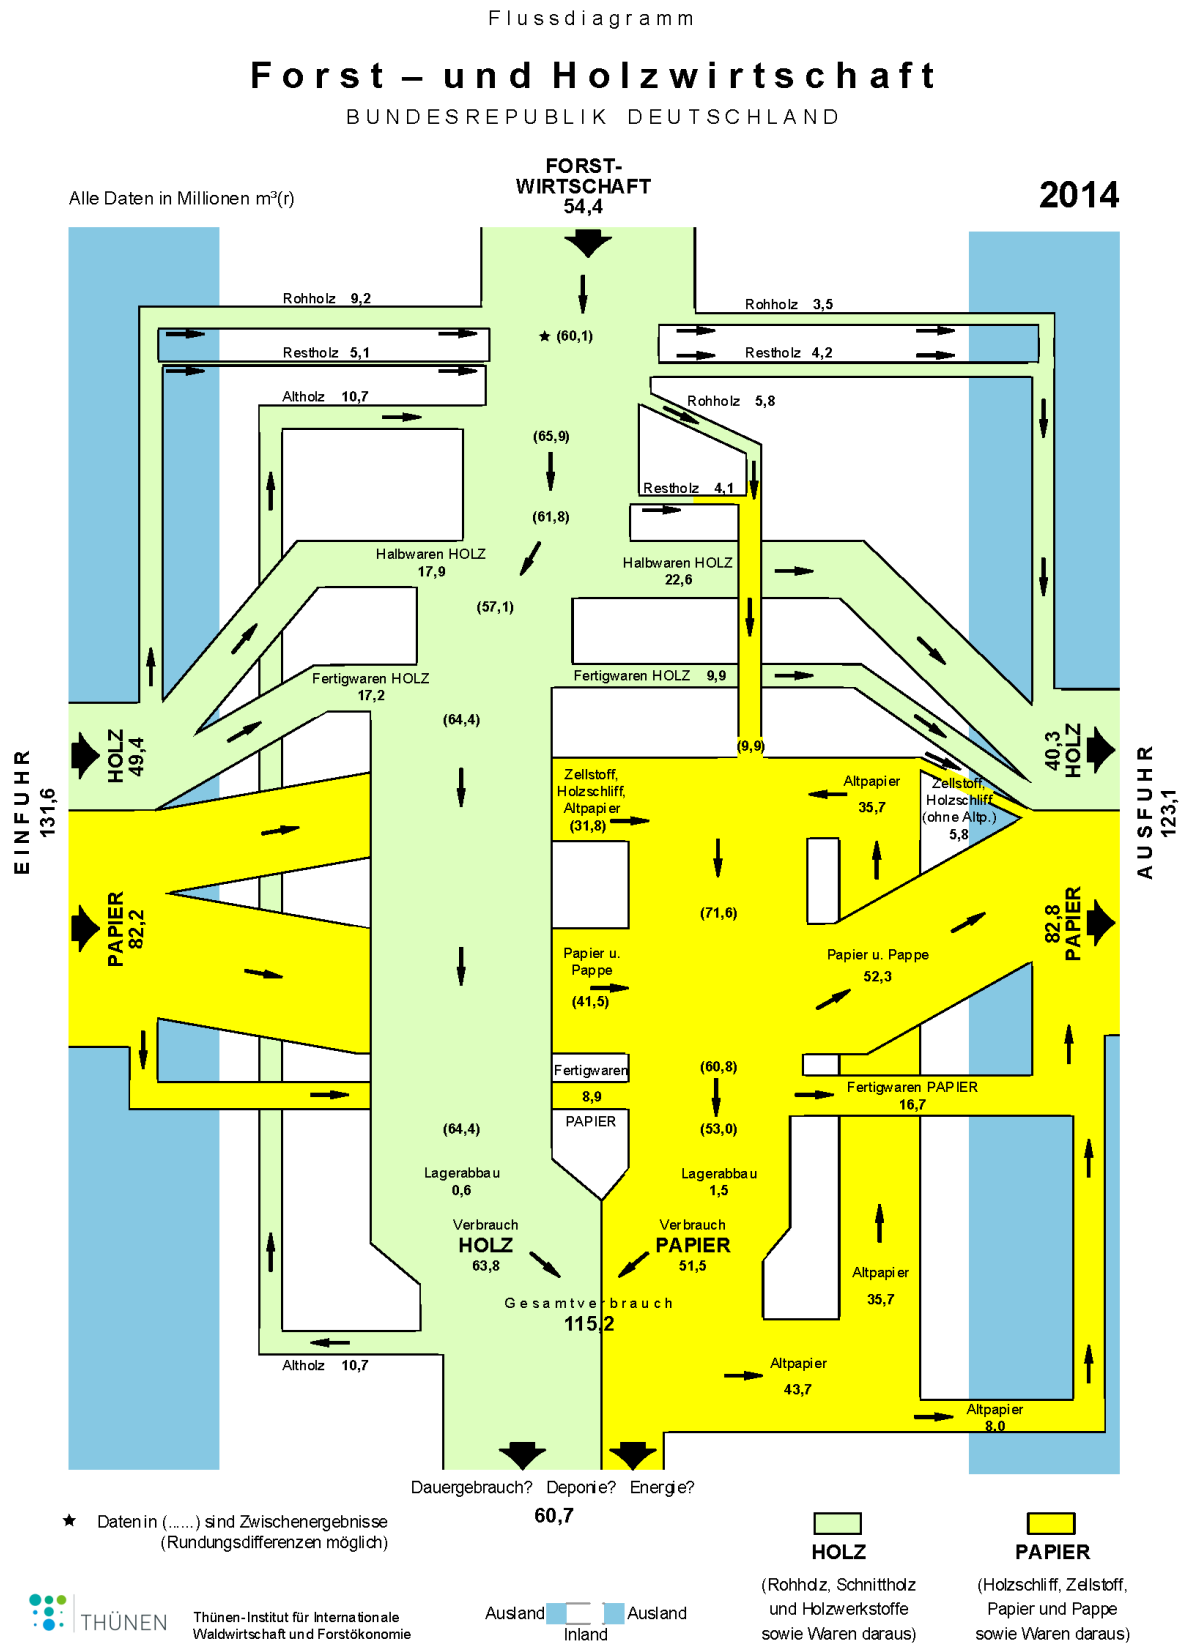 Flussdiagramm
Forst – und Holzwirtschaft
BUNDESREPUBLIK DEUTSCHLAND
FORST-
WIRTSCHAFT
54,4
Alle Daten in Millionen m³(r)
2014
Rohholz 9,2
Rohholz 3,5
★ (60,1)
Restholz 5,1
Restholz 4,2
Altholz 10,7
Rohholz 5,8
(65,9)
Restholz 4,1
(61,8)
Halbwaren HOLZ
17,9
Halbwaren HOLZ
22,6
(57,1)
Fertigwaren HOLZ
17,2
Fertigwaren HOLZ 9,9
(64,4)
(9,9)
EINFUHR
131,6
HOLZ
49,4
40,3
HOLZ
AUSFUHR
123,1
Zellstoff,
Holzschliff,
Altpapier
(31,8)
Altpapier
35,7
Zellstoff,
Holzschliff
(ohne Altp.)
5,8
PAPIER
82,2
82,8
PAPIER
(71,6)
Papier u.
Pappe
(41,5)
Papier u. Pappe
52,3
Fertigwaren
8,9
PAPIER
(60,8)
Fertigwaren PAPIER
16,7
(64,4)
(53,0)
Lagerabbau
0,6
Lagerabbau
1,5
Verbrauch
HOLZ
63,8
Verbrauch
PAPIER
51,5
Altpapier
35,7
Gesamtverbrauch
115,2
Altholz 10,7
Altpapier
43,7
Altpapier
8,0
Dauergebrauch? Deponie? Energie?
60,7
★ Daten in (......) sind Zwischenergebnisse
(Rundungsdifferenzen möglich)
HOLZ
(Rohholz, Schnittholz
und Holzwerkstoffe
sowie Waren daraus)
PAPIER
(Holzschliff, Zellstoff,
Papier und Pappe
sowie Waren daraus)
THÜNEN
Thünen-Institut für Internationale
Waldwirtschaft und Forstökonomie
Ausland Ausland
Inland